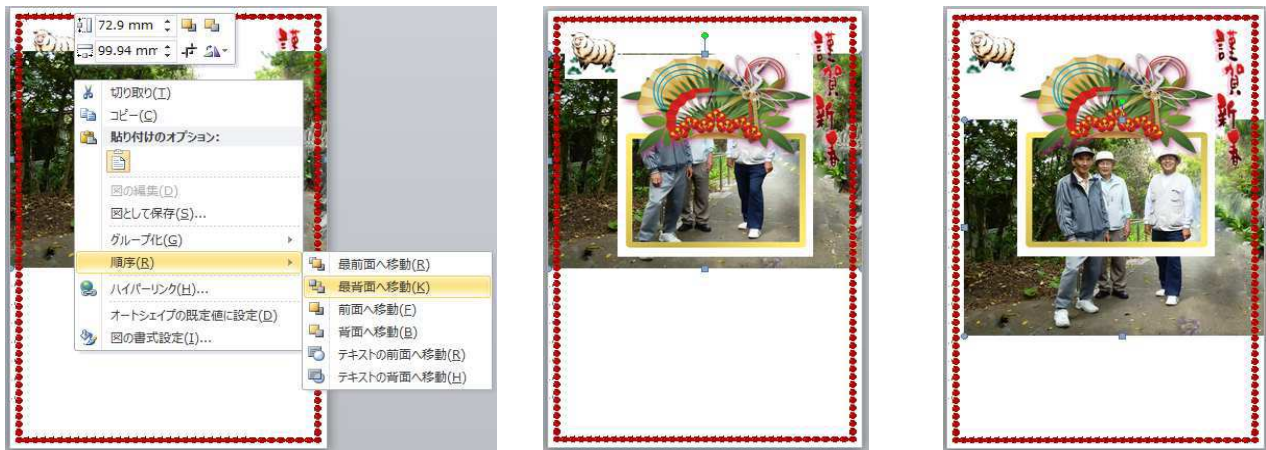 72.9 mm
99.94 mm
謹
切り取り(T)
コピー(C)
貼り付けのオプション:
図の編集(D)
図として保存(S)...
グループ化(G)
順序(R)
ハイパーリンク(H)...
オートシェイプの既定値に設定(D)
図の書式設定(I)...
最前面へ移動(R)
最背面へ移動(K)
前面へ移動(F)
背面へ移動(B)
テキストの前面へ移動(R)
テキストの背面へ移動(H)
謹賀新春
謹賀新春